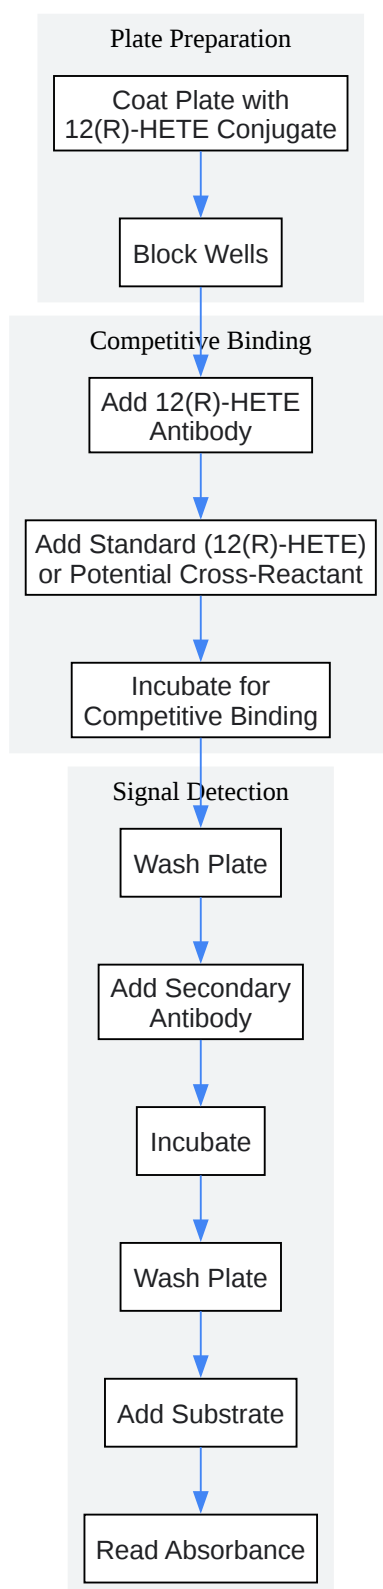 Plate Preparation
Coat Plate with
12(R)-HETE Conjugate
Block Wells
Competitive Binding
Add 12(R)-HETE
Antibody
Add Standard (12(R)-HETE)
or Potential Cross-Reactant
Incubate for
Competitive Binding
Signal Detection
Wash Plate
Add Secondary
Antibody
Incubate
Wash Plate
Add Substrate
Read Absorbance